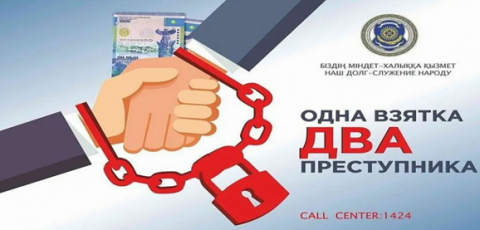 БІЗДІҢ МІНДЕТ-ХАЛЫҚҚА ҚЫЗМЕТ
НАШ ДОЛГ-СЛУЖЕНИЕ НАРОДУ
ОДНА ВЗЯТКА
ДВА
ПРЕСТУПНИКА
CALL CENTER:1424